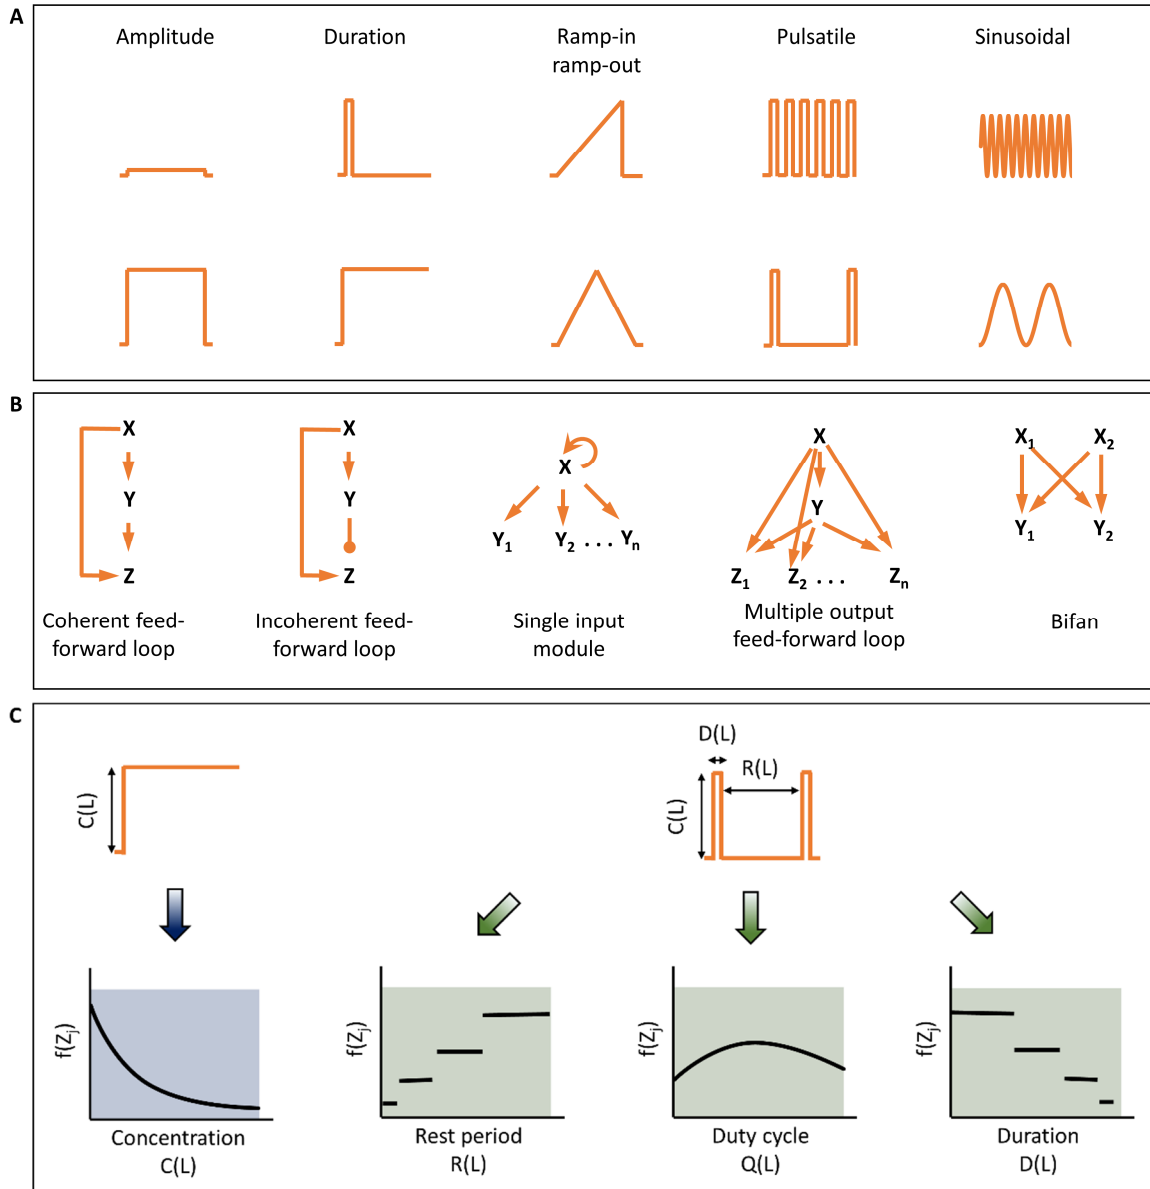 A
Amplitude
Duration
Ramp-in
ramp-out
Pulsatile
Sinusoidal
B
X
Y
Z
Coherent feed-
forward loop
X
Y
Z
Incoherent feed-
forward loop
X
Y1 Y2 . . . Yn
Single input
module
X
Y
Z1 Z2 . . . Zn
Multiple output
feed-forward loop
X1 X2
Y1 Y2
Bifan
C
C(L)
D(L)
R(L)
C(L)
f(Zj)
Concentration
C(L)
f(Zj)
Rest period
R(L)
f(Zj)
Duty cycle
Q(L)
f(Zj)
Duration
D(L)